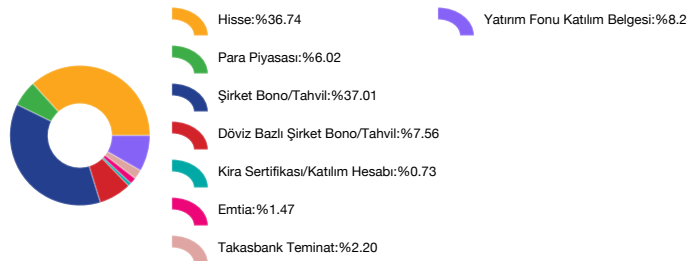 Hisse:%36.74
Para Piyasası:%6.02
Şirket Bono/Tahvil:%37.01
Döviz Bazlı Şirket Bono/Tahvil:%7.56
Kira Sertifikası/Katılım Hesabı:%0.73
Emtia:%1.47
Takasbank Teminat:%2.20
Yatırım Fonu Katılım Belgesi:%8.2